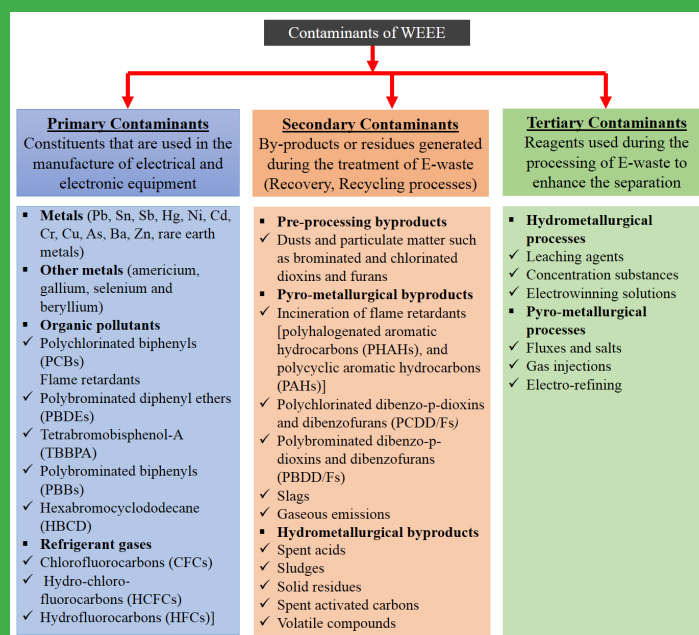 Contaminants of WEEE
Primary Contaminants
Constituents that are used in the
manufacture of electrical and
electronic equipment
▪ Metals (Pb, Sn, Sb, Hg, Ni, Cd,
Cr, Cu, As, Ba, Zn, rare earth
metals)
▪ Other metals (americium,
gallium, selenium and
beryllium)
▪ Organic pollutants
✓ Polychlorinated biphenyls
(PCBs)
Flame retardants
✓ Polybrominated diphenyl ethers
(PBDEs)
✓ Tetrabromobisphenol-A
(TBBPA)
✓ Polybrominated biphenyls
(PBBs)
✓ Hexabromocyclododecane
(HBCD)
▪ Refrigerant gases
✓ Chlorofluorocarbons (CFCs)
✓ Hydro-chloro-
fluorocarbons (HCFCs)
✓ Hydrofluorocarbons (HFCs)]
Secondary Contaminants
By-products or residues generated
during the treatment of E-waste
(Recovery, Recycling processes)
▪ Pre-processing byproducts
✓ Dusts and particulate matter such
as brominated and chlorinated
dioxins and furans
▪ Pyro-metallurgical byproducts
✓ Incineration of flame retardants
[polyhalogenated aromatic
hydrocarbons (PHAHs), and
polycyclic aromatic hydrocarbons
(PAHs)]
✓ Polychlorinated dibenzo-p-dioxins
and dibenzofurans (PCDD/Fs)
✓ Polybrominated dibenzo-p-
dioxins and dibenzofurans
(PBDD/Fs)
✓ Slags
✓ Gaseous emissions
▪ Hydrometallurgical byproducts
✓ Spent acids
✓ Sludges
✓ Solid residues
✓ Spent activated carbons
✓ Volatile compounds
Tertiary Contaminants
Reagents used during the
processing of E-waste to
enhance the separation
▪ Hydrometallurgical
processes
✓ Leaching agents
✓ Concentration substances
✓ Electrowinning solutions
▪ Pyro-metallurgical
processes
✓ Fluxes and salts
✓ Gas injections
✓ Electro-refining